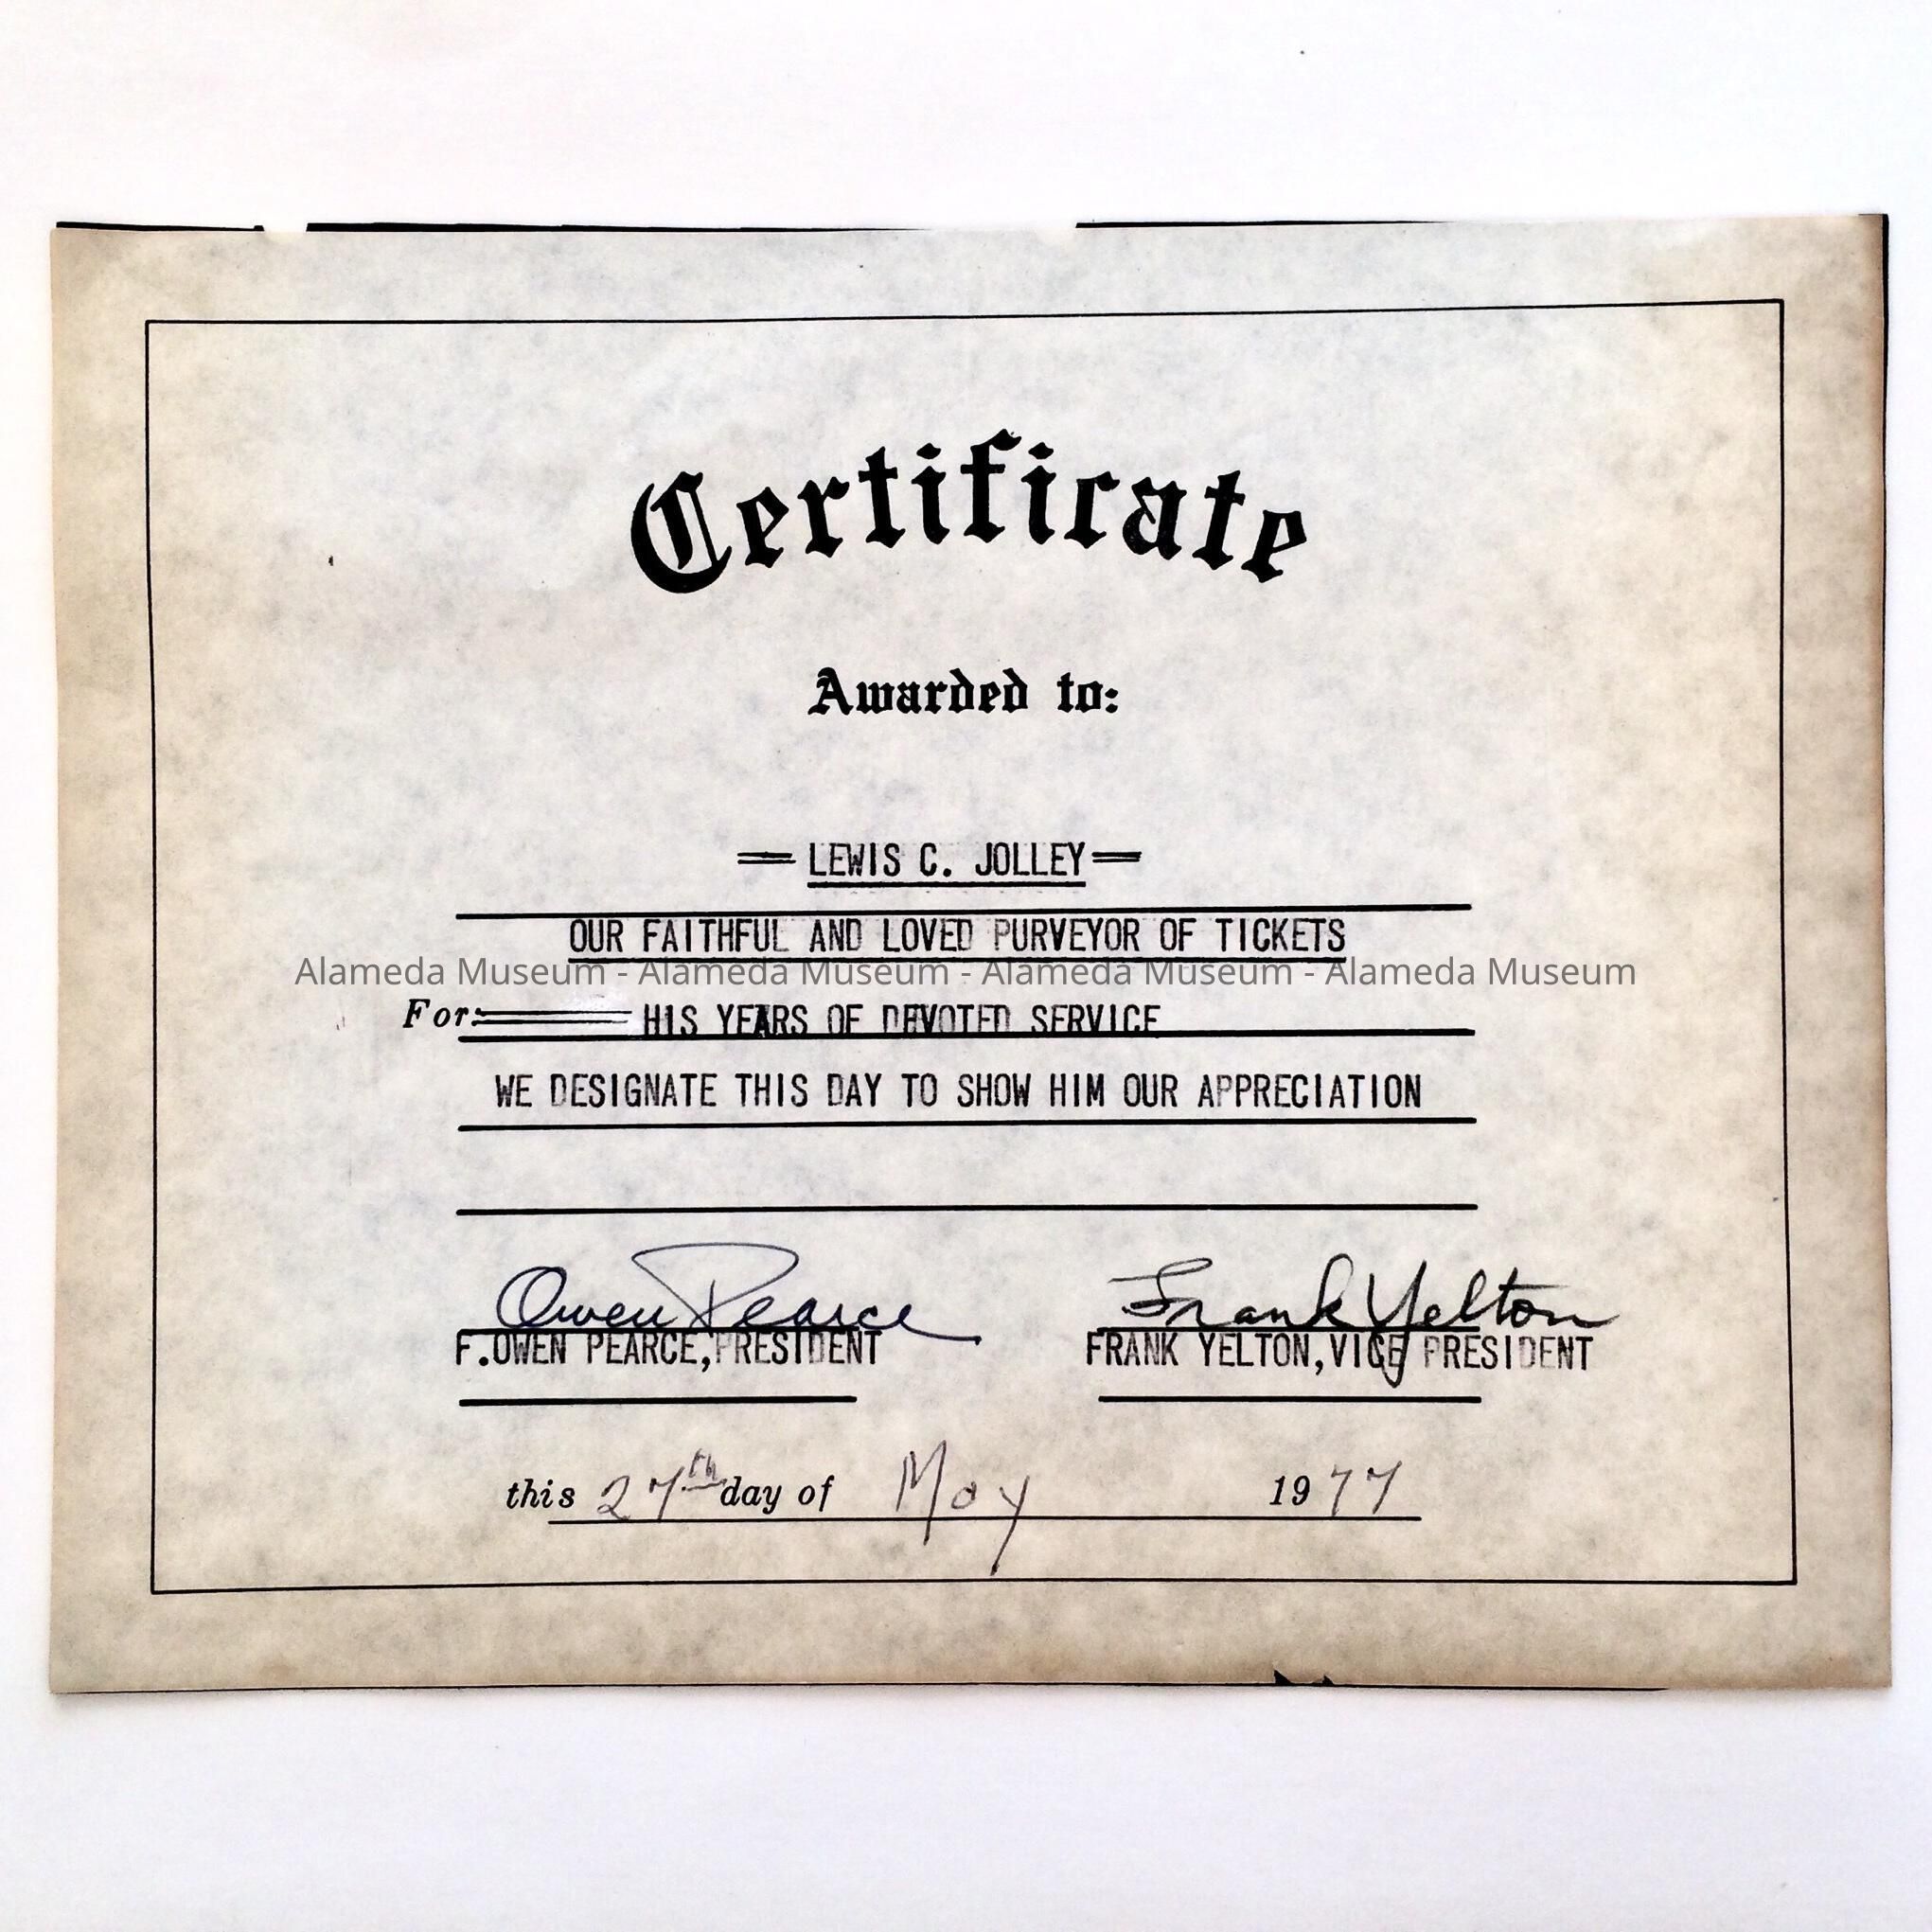 Certificate
Awarded to:
LEWIS C. JOLLEY
OUR FAITHFUL AND LOVED PURVEYOR OF TICKETS
Alameda Museum - Alameda Museum - Alameda Museum - Alameda Museum
For: HIS YEARS OF DEVOTED SERVICE
WE DESIGNATE THIS DAY TO SHOW HIM OUR APPRECIATION
Owen Pearce Frank Yelton
F.OWEN PEARCE,PRESIDENT FRANK YELTON,VICE PRESIDENT
this 27th day of May 1977